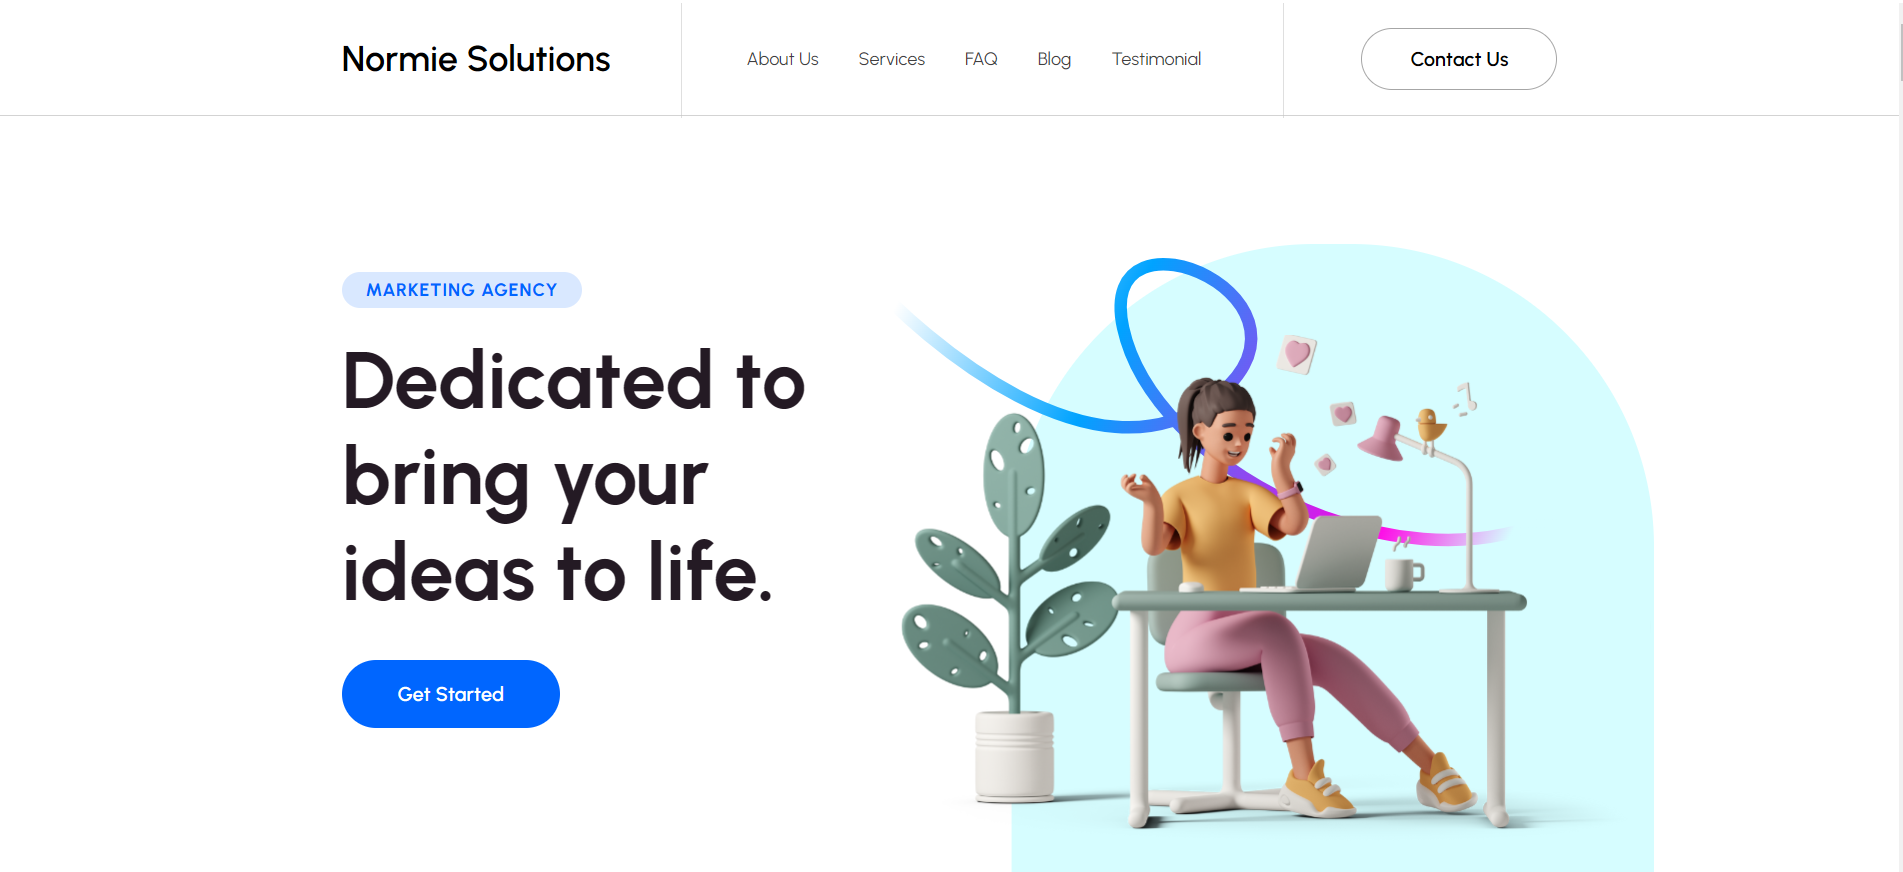 Normie Solutions
About Us
Services
FAQ
Blog
Testimonial
Contact Us
MARKETING AGENCY
Dedicated to
bring your
ideas to life.
Get Started